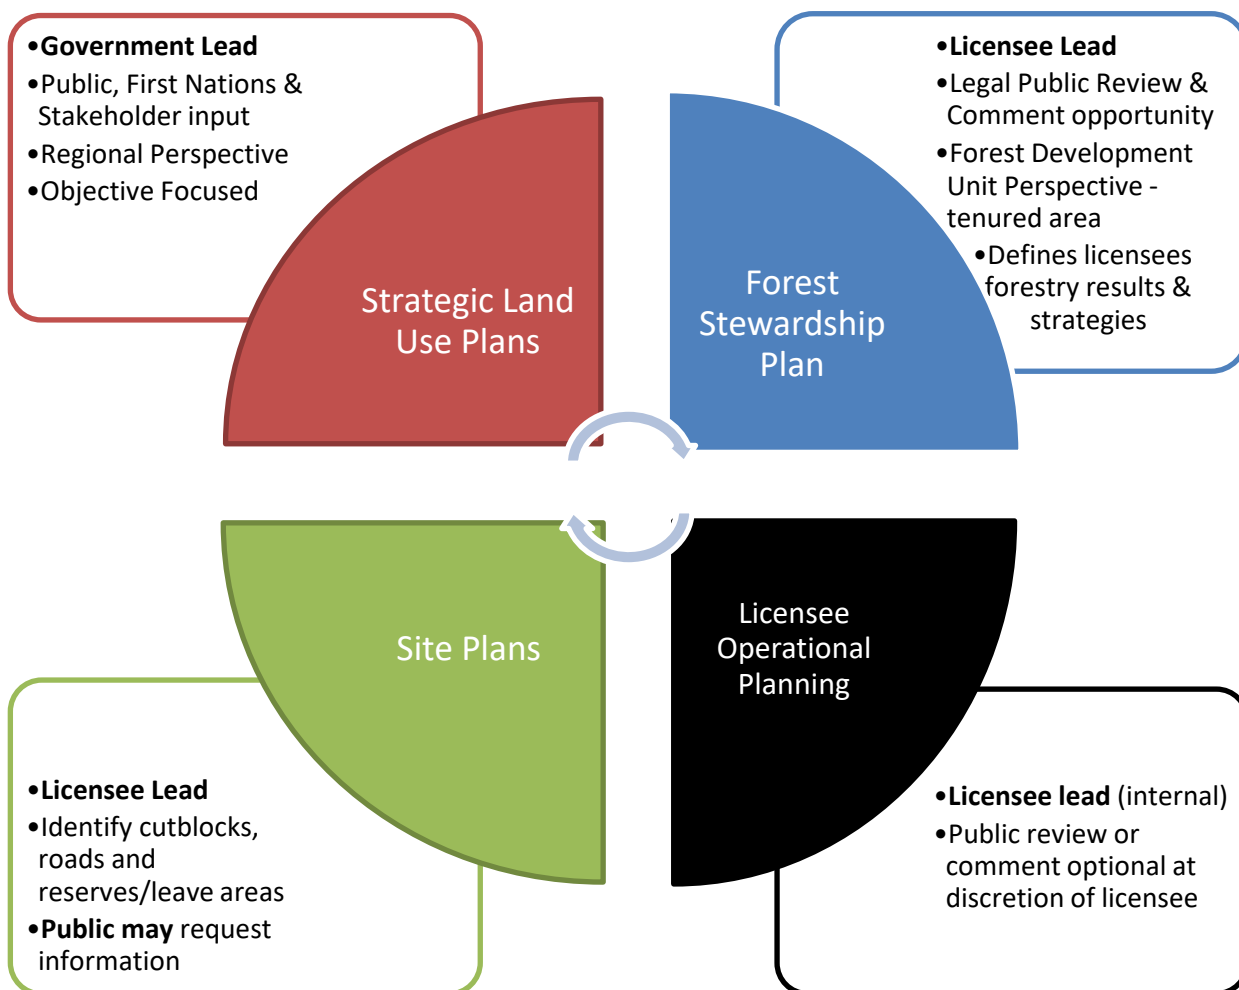 •Government Lead
•Public, First Nations &
Stakeholder input
•Regional Perspective
•Objective Focused
•Licensee Lead
•Legal Public Review &
Comment opportunity
•Forest Development
Unit Perspective -
tenured area
•Defines licensees
forestry results &
strategies
Strategic Land
Use Plans
Forest
Stewardship
Plan
Site Plans
Licensee
Operational
Planning
•Licensee Lead
•Identify cutblocks,
roads and
reserves/leave areas
•Public may request
information
•Licensee lead (internal)
•Public review or
comment optional at
discretion of licensee